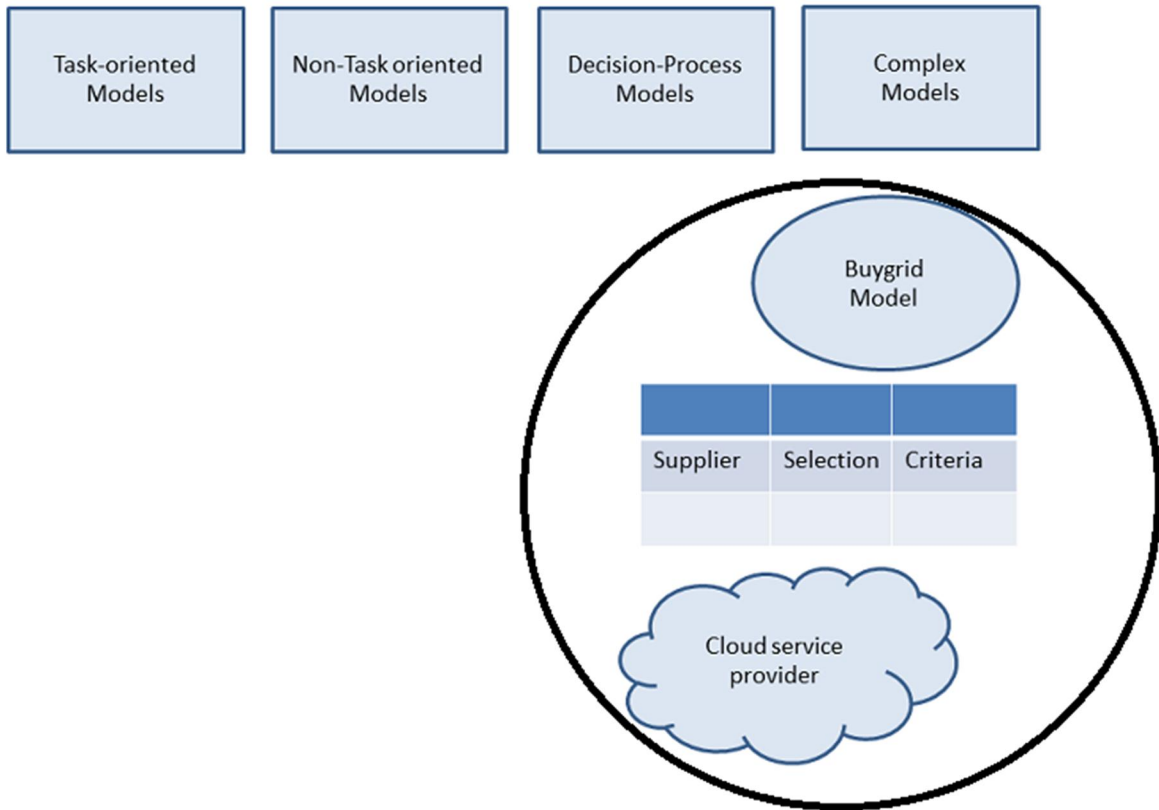 Task-oriented
Models
Non-Task oriented
Models
Decision-Process
Models
Complex
Models
Buygrid
Model
Supplier Selection Criteria
Cloud service
provider